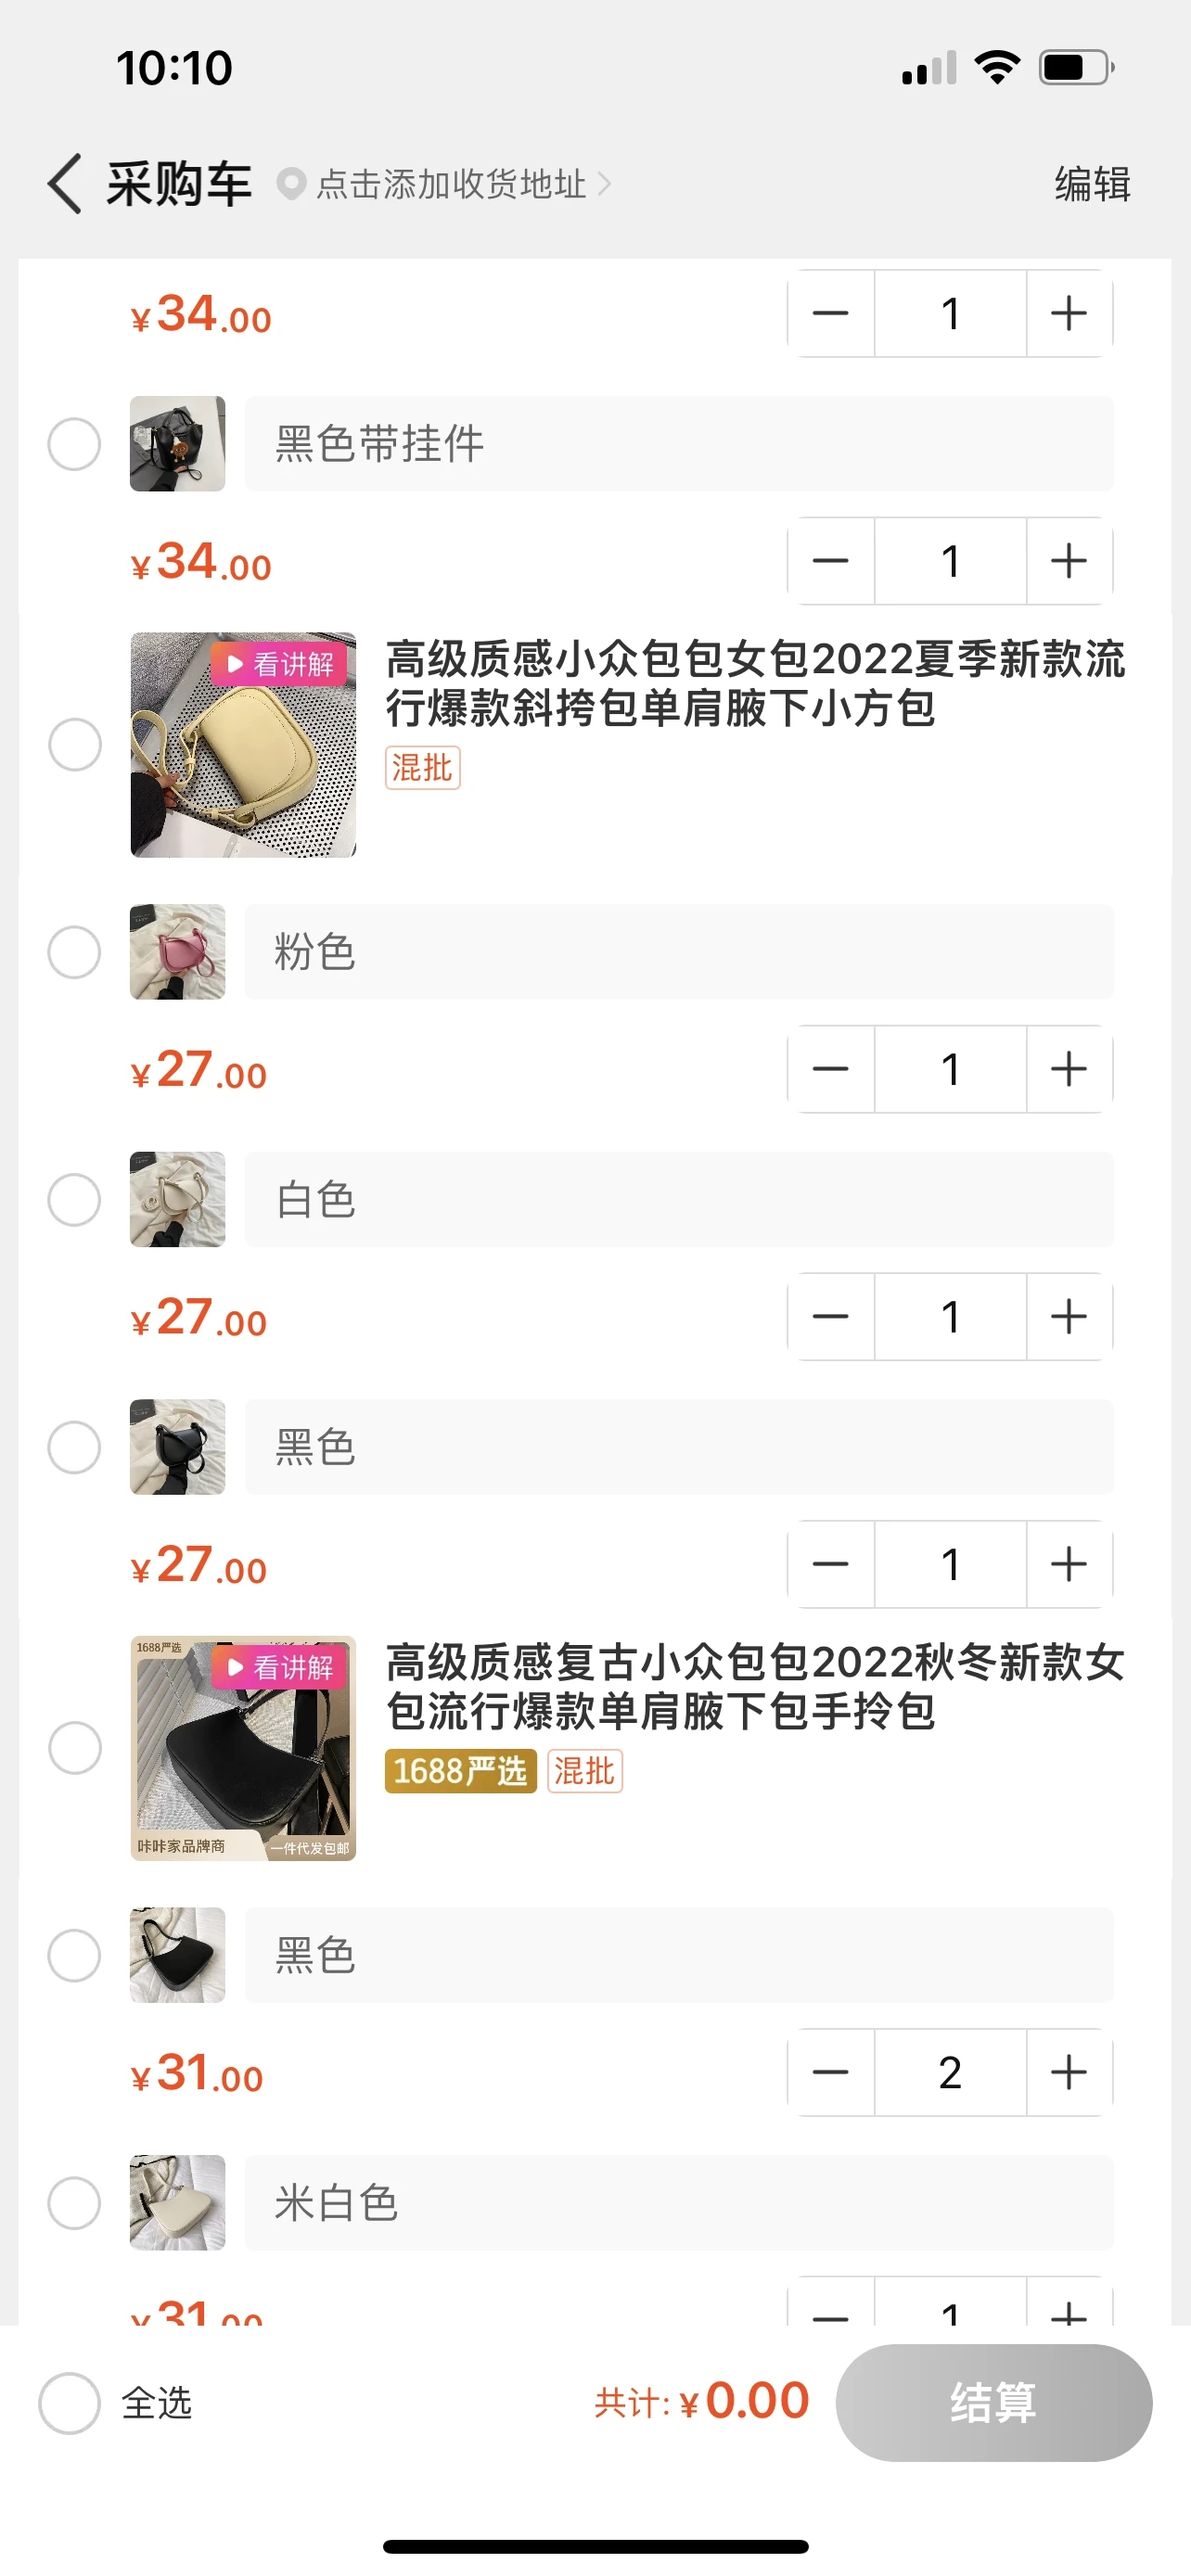 10:10
采购车 点击添加收货地址 编辑
¥34.00 1
黑色带挂件
¥34.00 1
看讲解
高级质感小众包包女包2022夏季新款流
行爆款斜挎包单肩腋下小方包
混批
粉色
¥27.00 1
白色
¥27.00 1
黑色
¥27.00 1
1688严选
看讲解
高级质感复古小众包包2022秋冬新款女
包流行爆款单肩腋下包手拎包
1688严选 混批
咔咔家品牌商 一件代发包邮
黑色
¥31.00 2
米白色
¥31.00 1
全选 共计:¥0.00 结算